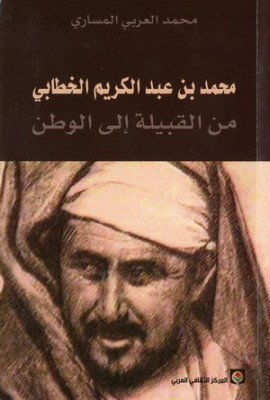 محمد العربي المساري
محمد بن عبد الكريم الخطابي
من القبيلة إلى الوطن
المركز الثقافي العربي